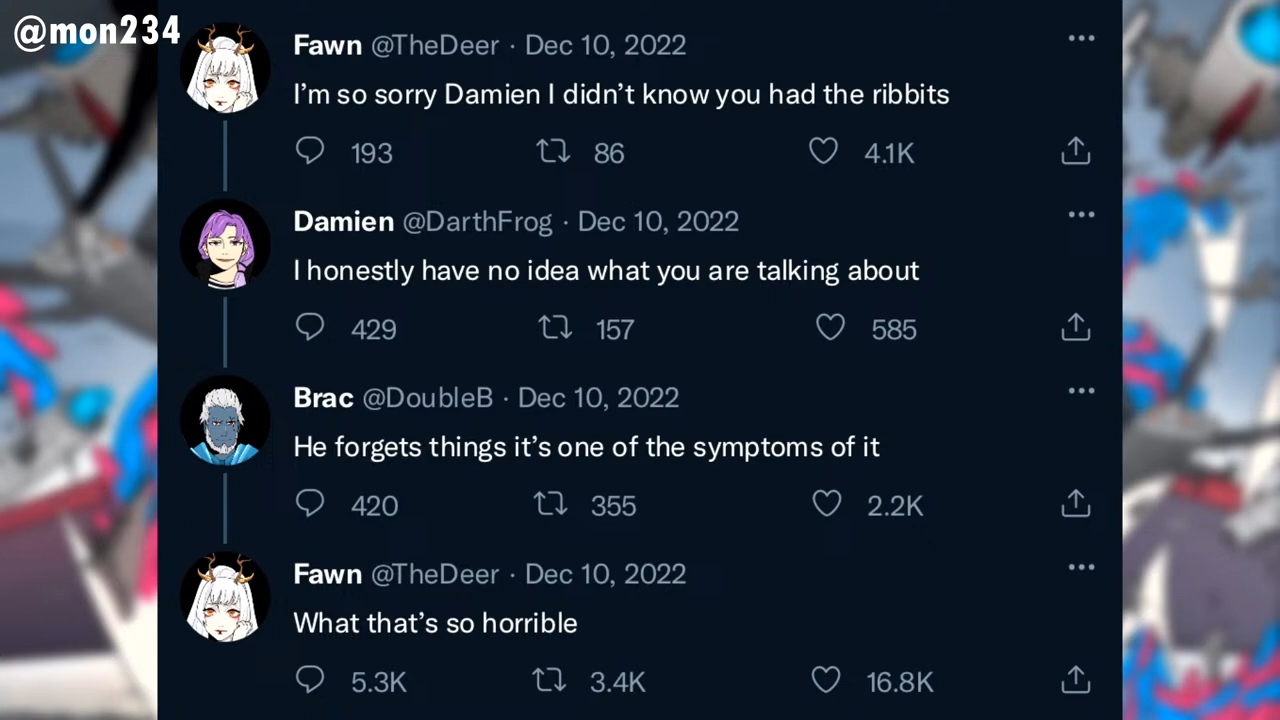 @mon234
Fawn @TheDeer · Dec 10, 2022
I’m so sorry Damien I didn’t know you had the ribbits
193 86 4.1K
Damien @DarthFrog · Dec 10, 2022
I honestly have no idea what you are talking about
429 157 585
Brac @DoubleB · Dec 10, 2022
He forgets things it’s one of the symptoms of it
420 355 2.2K
Fawn @TheDeer · Dec 10, 2022
What that’s so horrible
5.3K 3.4K 16.8K